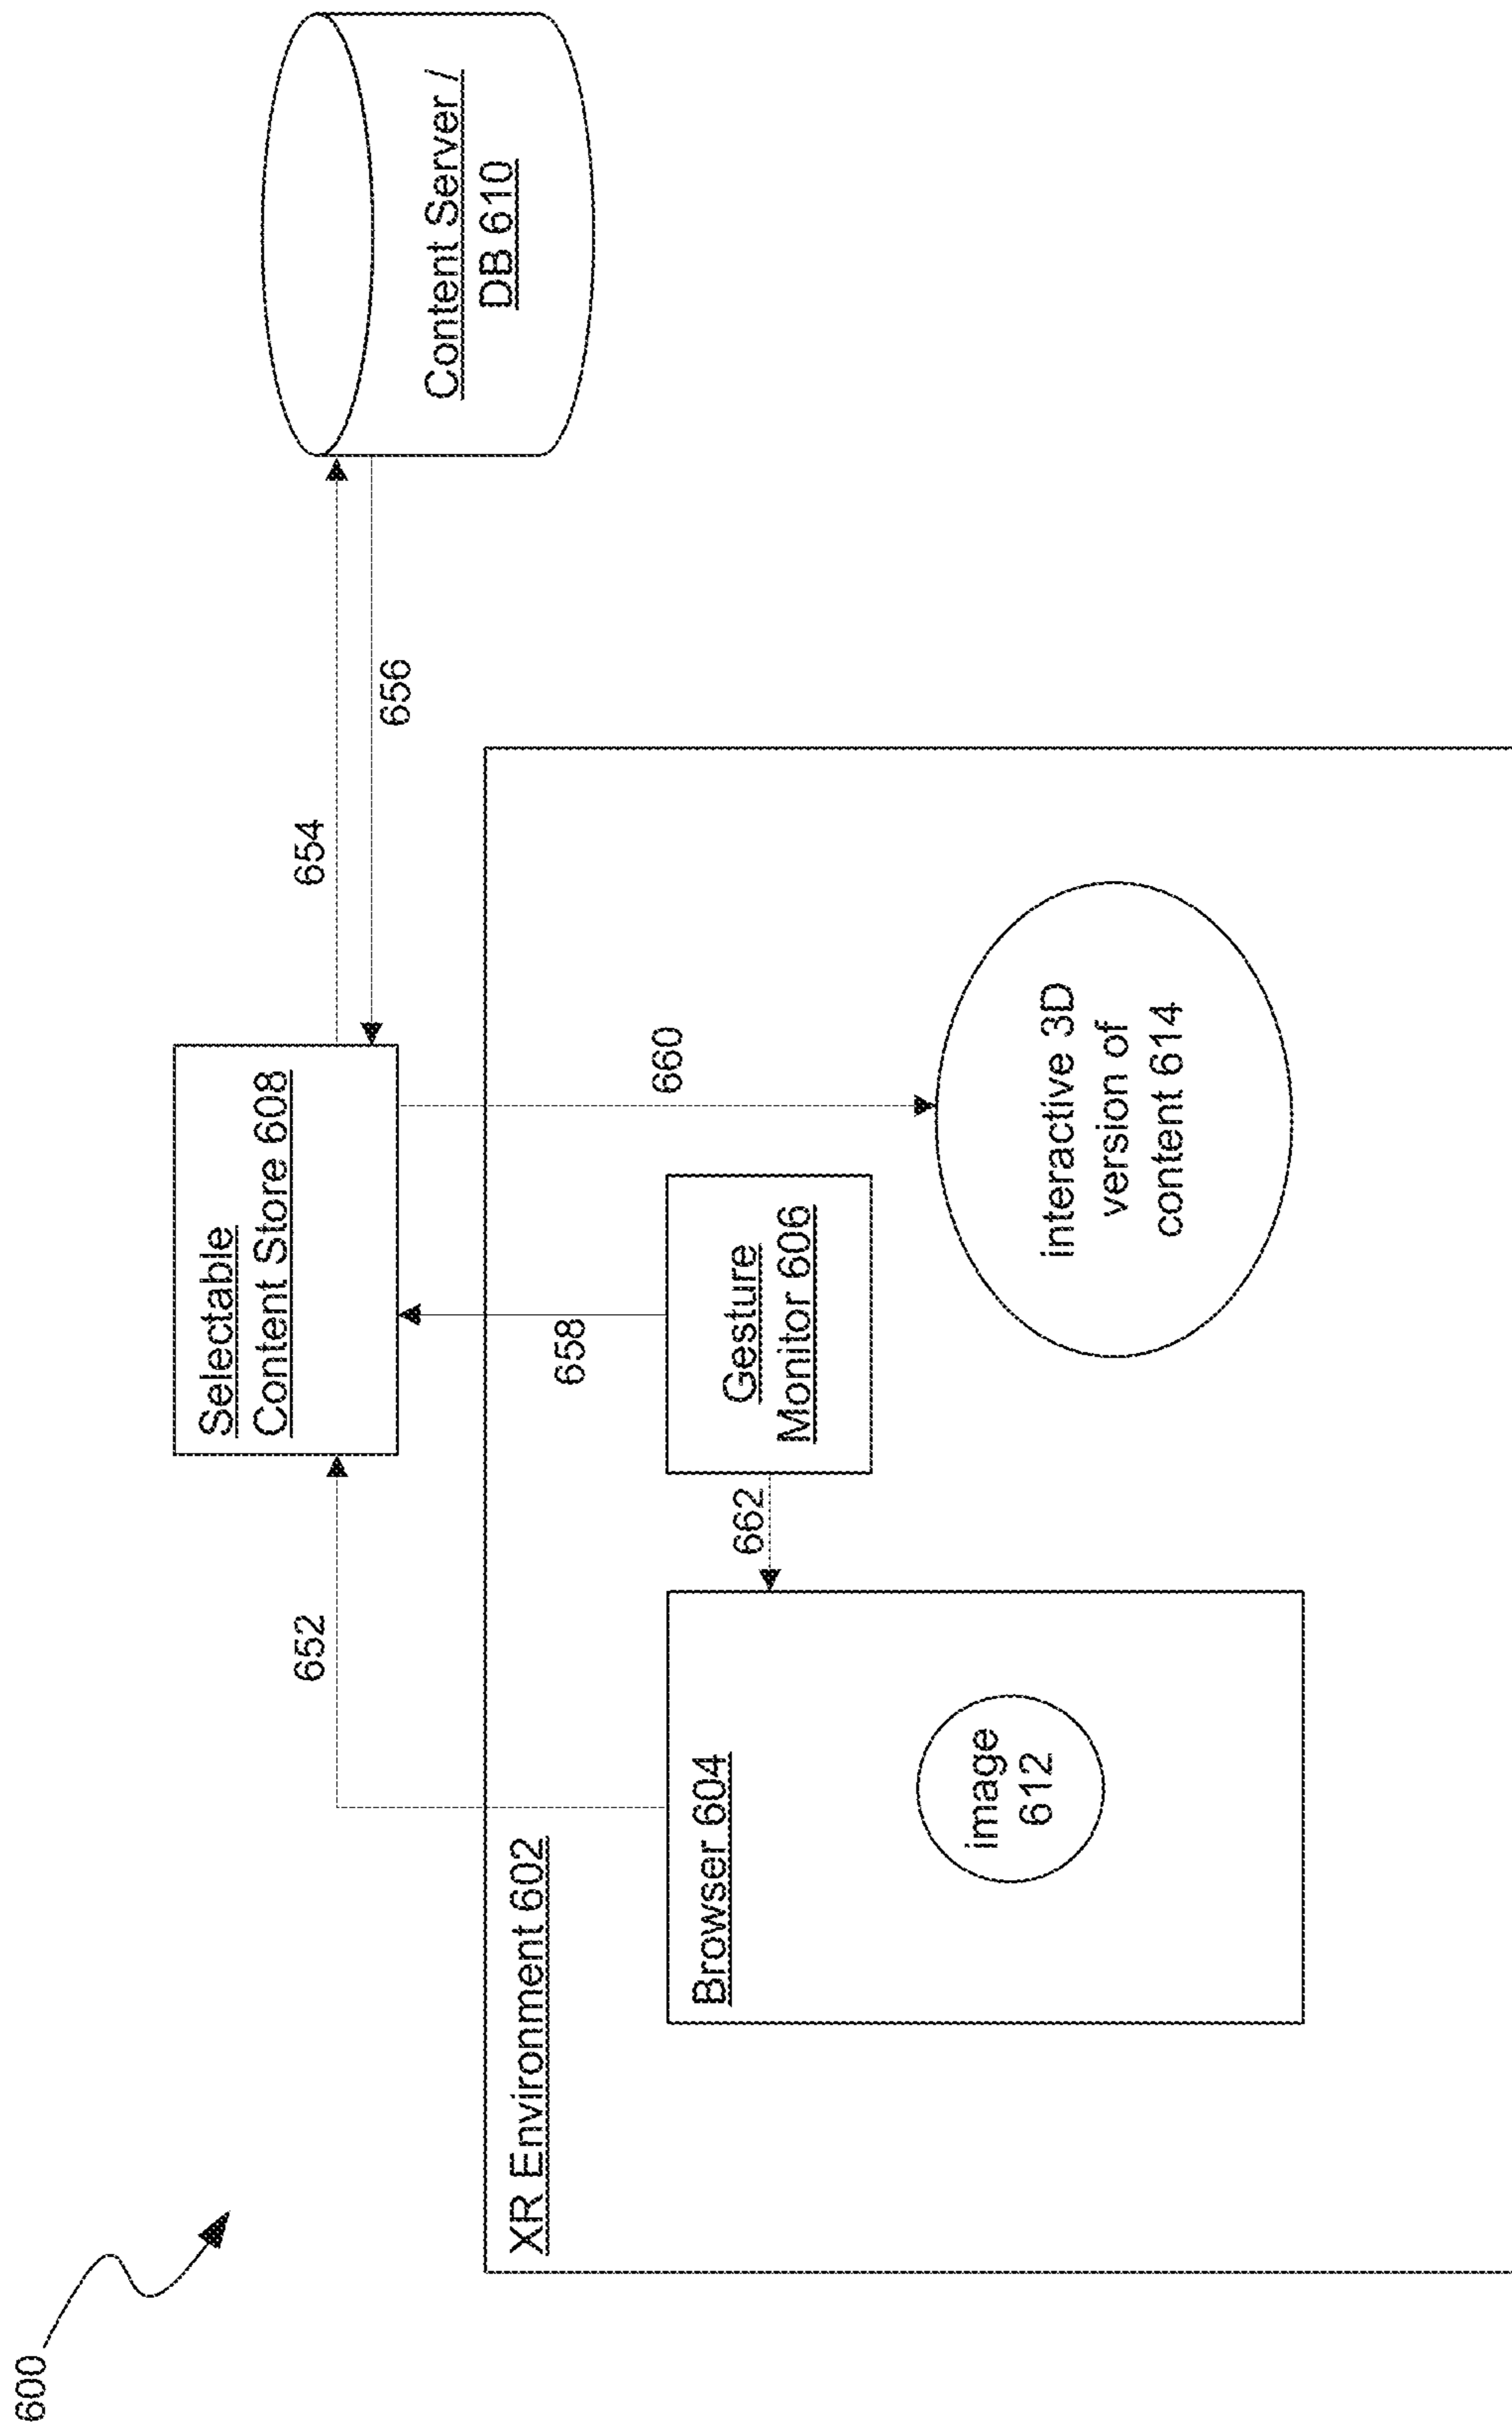 600
652
654
656
Selectable
Content Store 608
Content Server /
DB 610
XR Environment 602
658
660
Browser 604
662
Gesture
Monitor 606
image
612
interactive 3D
version of
content 614